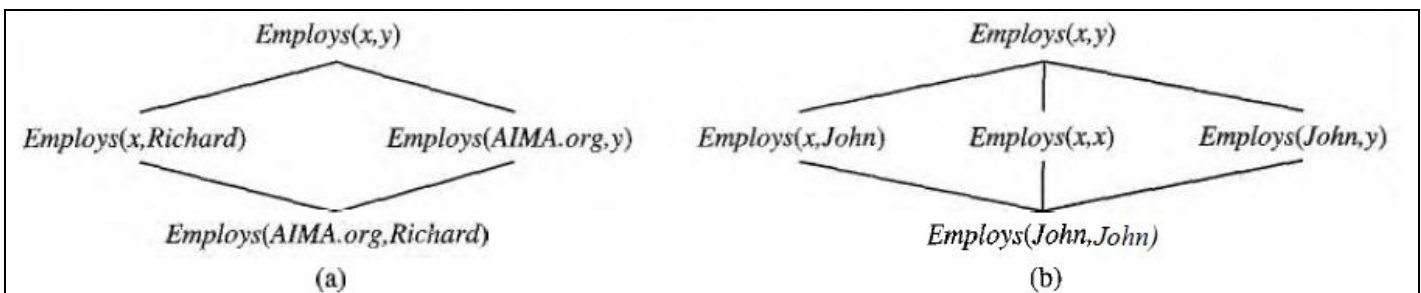 Employs(x,y) Employs(x,y)
Employs(x,Richard) Employs(AIMA.org,y) Employs(x,John) Employs(x,x) Employs(John,y)
Employs(AIMA.org,Richard) Employs(John,John)
(a) (b)